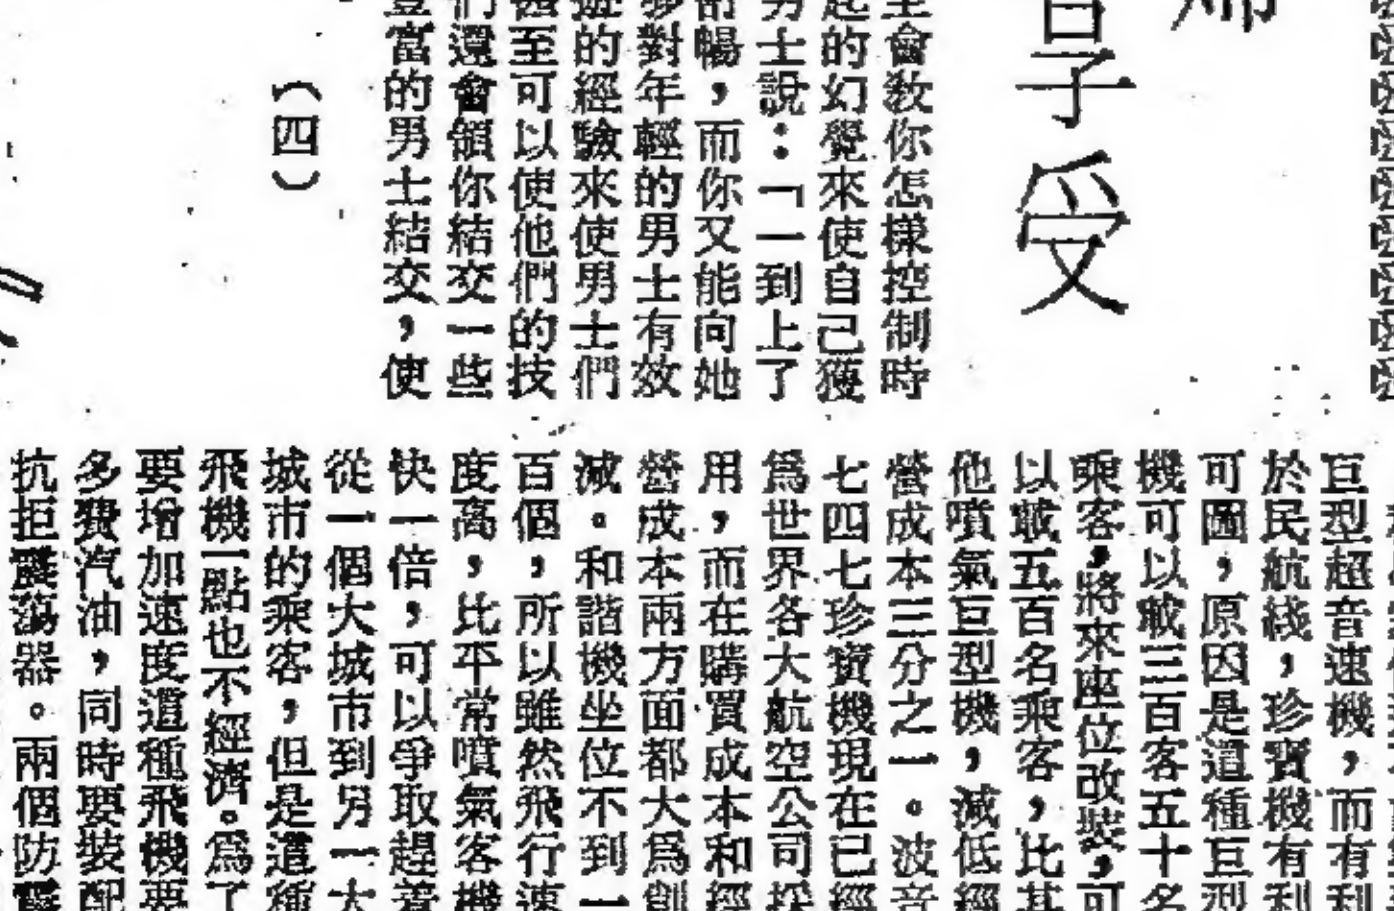 受
會教你怎樣控制時
起的幻覺來使自己獲
男士說：「一到上了
暢，而你又能向她
對年輕的男士有效
的經驗來使男士們
至可以使他們的技
們還會領你結交一些
豐富的男士結交，使
（四）
巨型超音速機，而有利
於民航綫，珍寶機有利
可圖，原因是這種巨型
機可以載三百客五十名
乘客，將來座位改裝，可
以載五百名乘客，比其
他噴氣巨型機，減低經
營成本三分之一。波音
七四七珍寶機現在已經
爲世界各大航空公司採
用，而在購買成本和經
營成本兩方面都大爲削
減。和諧機坐位不到一
百個，所以雖然飛行速
度高，比平常噴氣客機
快一倍，可以爭取趕着
從一個大城市到另一大
城市的乘客，但是這種
飛機一點也不經濟。爲了
要增加速度這種飛機要
多費汽油，同時要裝配
抗拒震蕩器。兩個防震